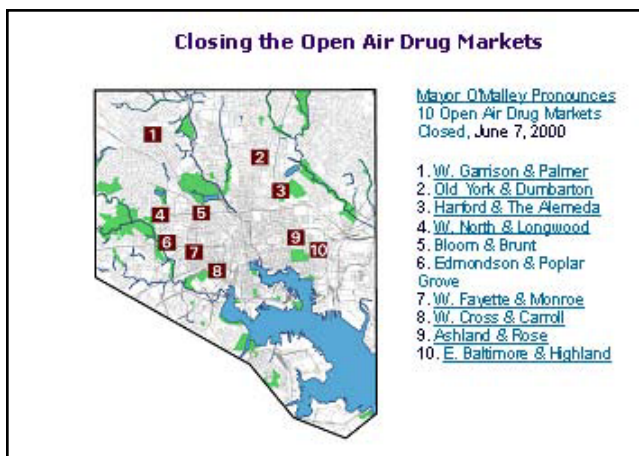 Closing the Open Air Drug Markets
Mayor O'Malley Pronounces
10 Open Air Drug Markets
Closed, June 7, 2000
1. W. Garrison & Palmer
2. Old York & Dumbarton
3. Harford & The Alemeda
4. W. North & Longwood
5. Bloom & Brunt
6. Edmondson & Poplar
Grove
7. W. Fayette & Monroe
8. W. Cross & Carroll
9. Ashland & Rose
10. E. Baltimore & Highland
1
2
3
4
5
6
7
8
9
10